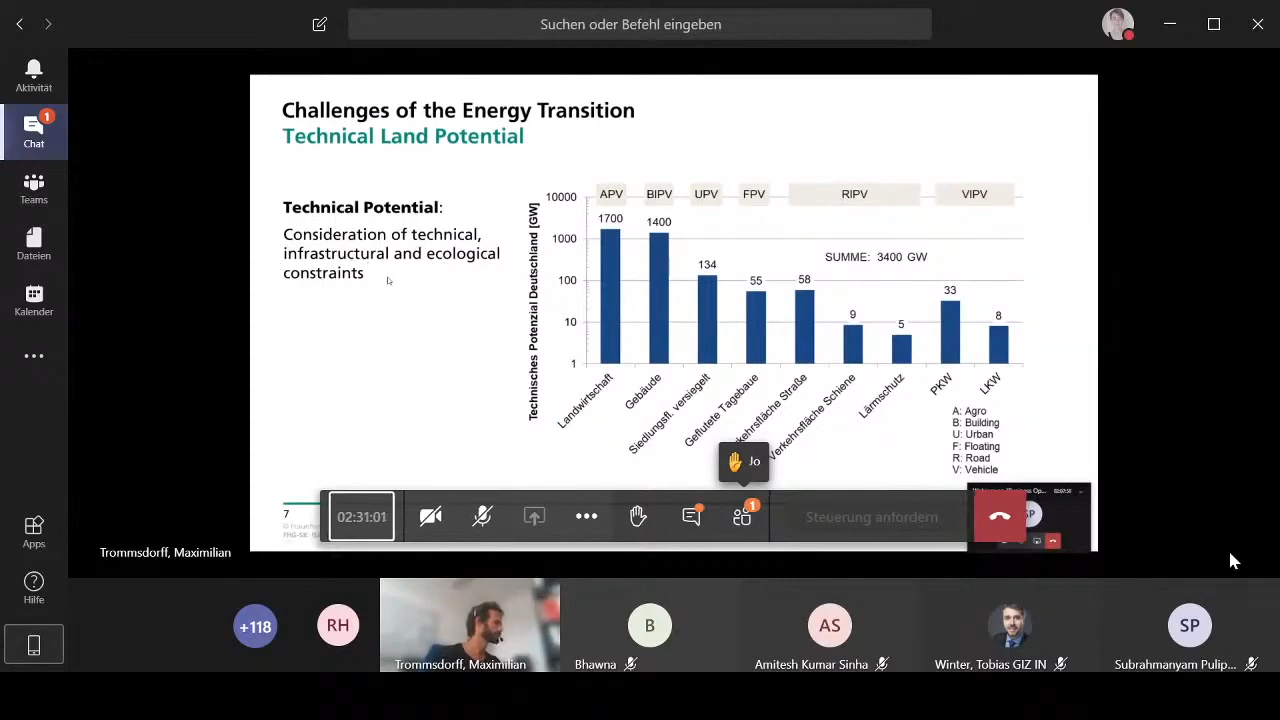 Suchen oder Befehl eingeben
Aktivität
1
Chat
Teams
Dateien
Kalender
Apps
Hilfe
Challenges of the Energy Transition
Technical Land Potential
Technical Potential:
Consideration of technical,
infrastructural and ecological
constraints
Technisches Potenzial Deutschland [GW]
10000
1000
100
10
1
APV
BIPV
UPV
FPV
RIPV
VIPV
1700
1400
134
55
58
9
5
33
8
SUMME: 3400 GW
Landwirtschaft
Gebäude
Siedlungsfl. versiegelt
Geflutete Tagebaue
Verkehrsfläche Schiene
Lärmschutz
PKW
LKW
A: Agro
B: Building
U: Urban
F: Floating
R: Road
V: Vehicle
Jo
7
02:31:01
1
Steuerung anfordern
SP
Trommsdorff, Maximilian
+118
RH
Trommsdorff, Maximilian
B
Bhawna
AS
Amitesh Kumar Sinha
Winter, Tobias GIZ IN
SP
Subrahmanyam Pulip...